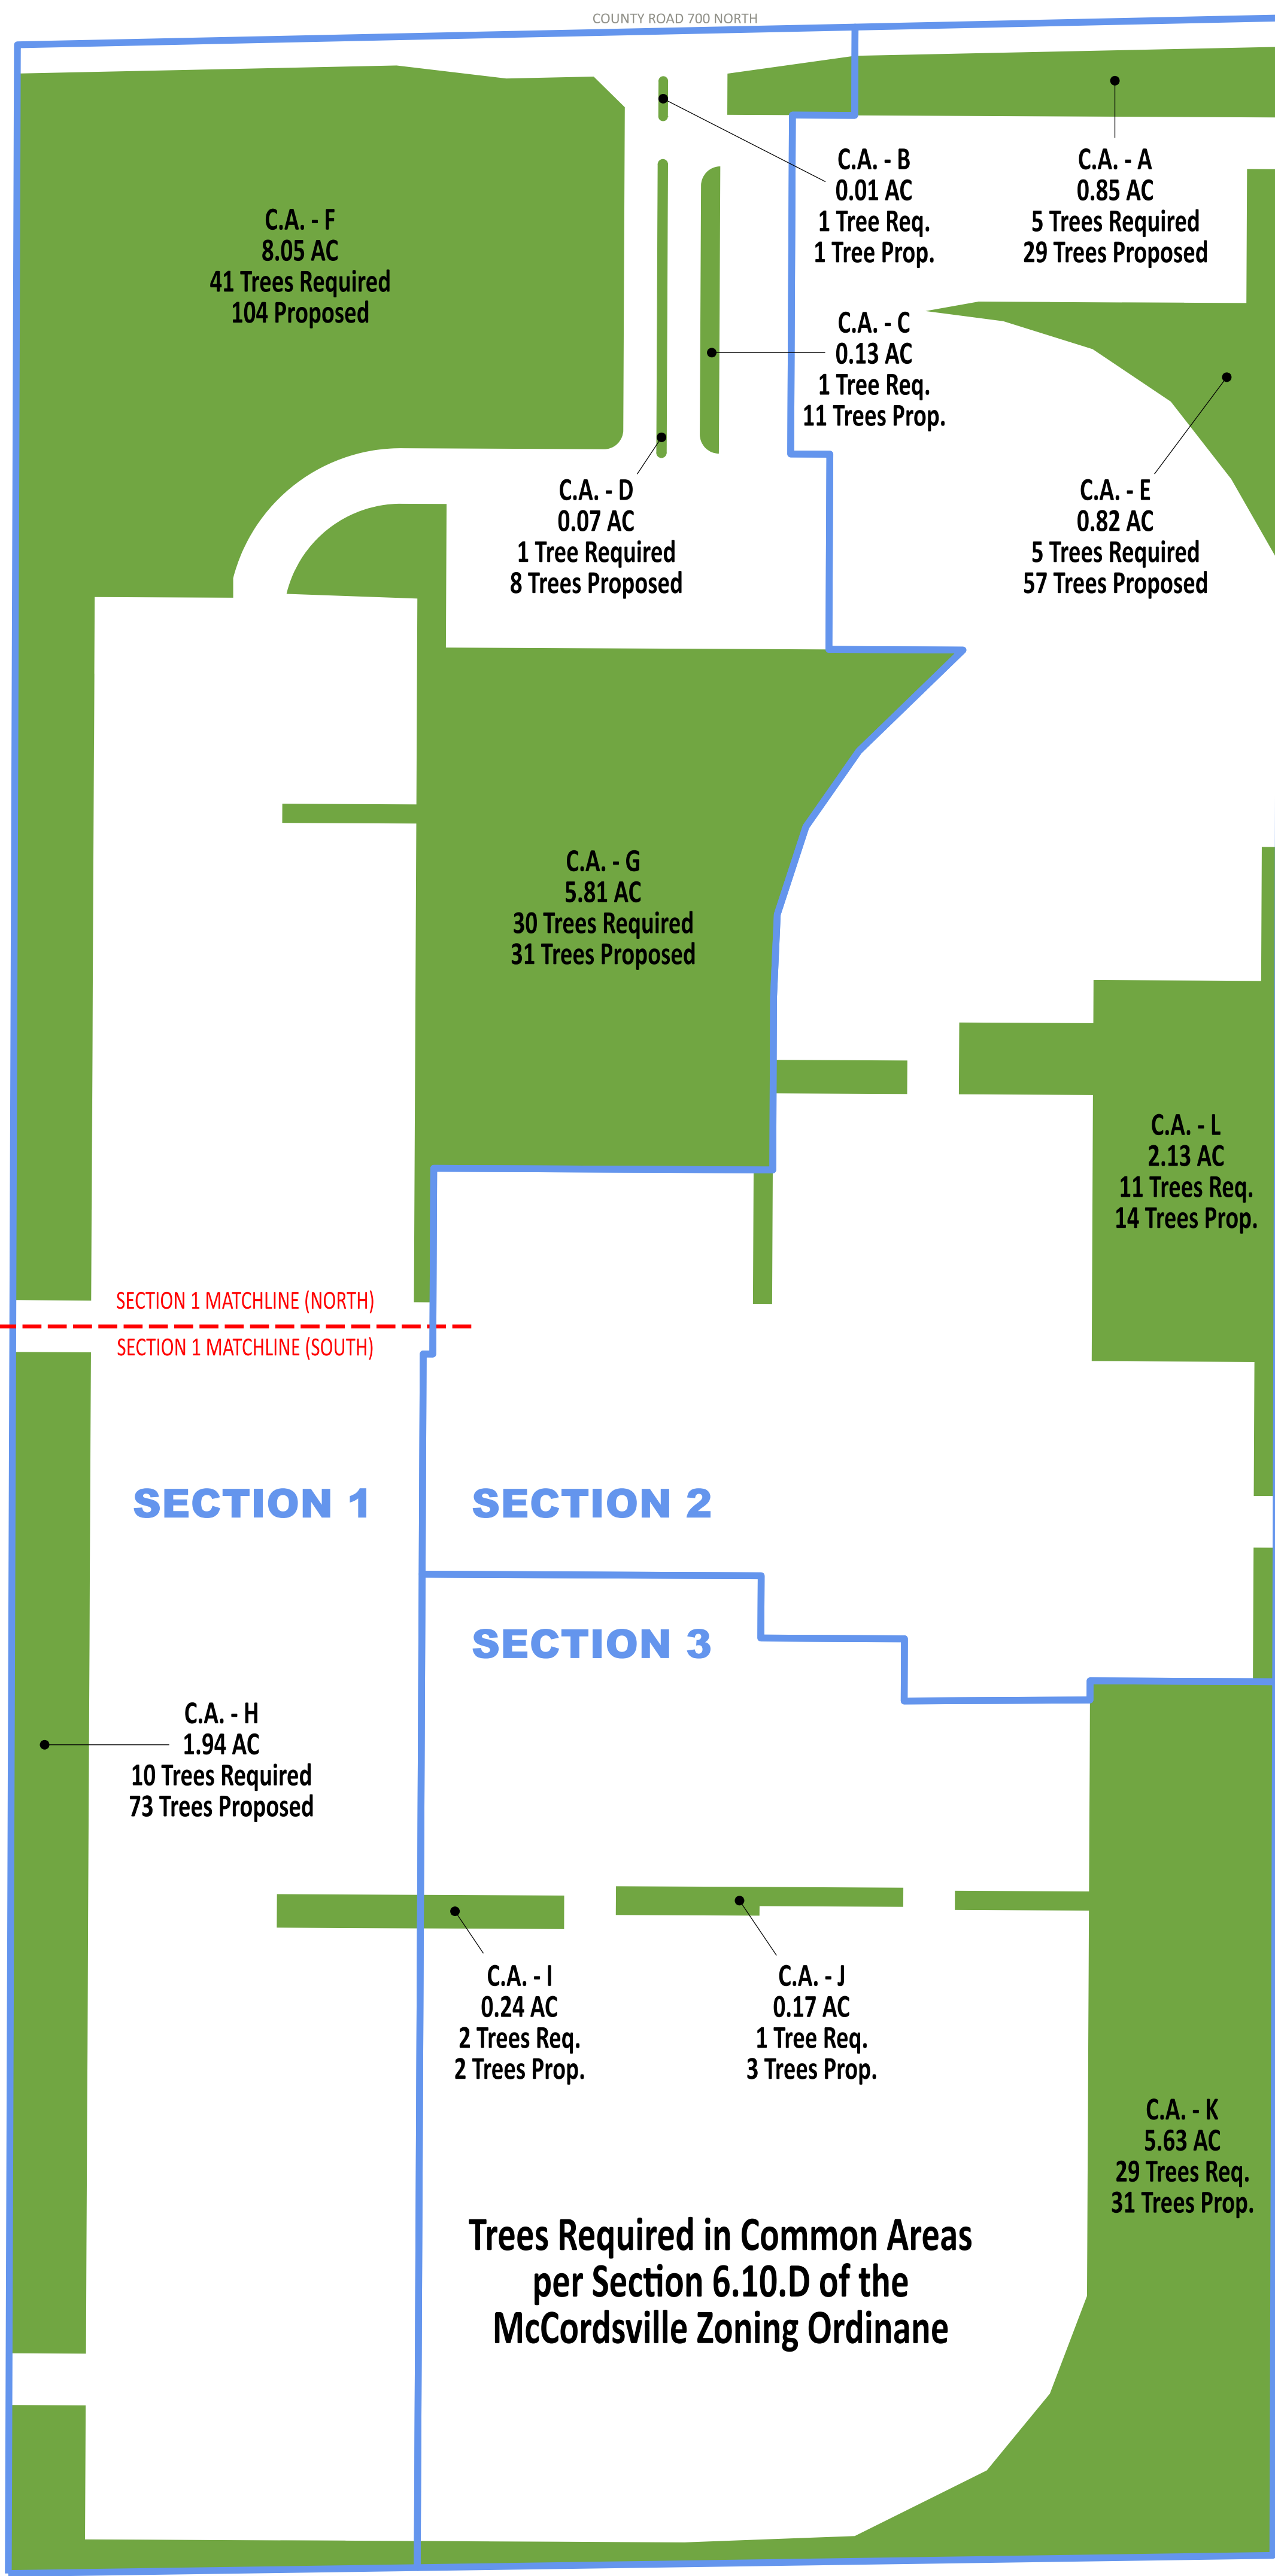 COUNTY ROAD 700 NORTH
C.A. - B
0.01 AC
1 Tree Req.
1 Tree Prop.
C.A. - A
0.85 AC
5 Trees Required
29 Trees Proposed
C.A. - F
8.05 AC
41 Trees Required
104 Proposed
C.A. - C
0.13 AC
1 Tree Req.
11 Trees Prop.
C.A. - D
0.07 AC
1 Tree Required
8 Trees Proposed
C.A. - E
0.82 AC
5 Trees Required
57 Trees Proposed
C.A. - G
5.81 AC
30 Trees Required
31 Trees Proposed
C.A. - L
2.13 AC
11 Trees Req.
14 Trees Prop.
SECTION 1 MATCHLINE (NORTH)
SECTION 1 MATCHLINE (SOUTH)
SECTION 1
SECTION 2
SECTION 3
C.A. - H
1.94 AC
10 Trees Required
73 Trees Proposed
C.A. - I
0.24 AC
2 Trees Req.
2 Trees Prop.
C.A. - J
0.17 AC
1 Tree Req.
3 Trees Prop.
C.A. - K
5.63 AC
29 Trees Req.
31 Trees Prop.
Trees Required in Common Areas
per Section 6.10.D of the
McCordsville Zoning Ordinane